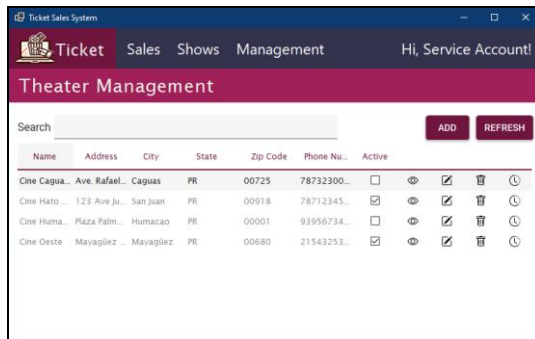 Ticket Sales System
Ticket Sales Shows Management Hi, Service Account!
Theater Management
Search ADD REFRESH
Name Address City State Zip Code Phone Nu... Active
Cine Cagua... Ave. Rafael... Caguas PR 00725 78732300...
Cine Hato ... 123 Ave Ju... San Juan PR 00918 78712345...
Cine Huma... Plaza Palm... Humacao PR 00001 93956734...
Cine Oeste Mayagüez ... Mayagüez PR 00680 21543253...